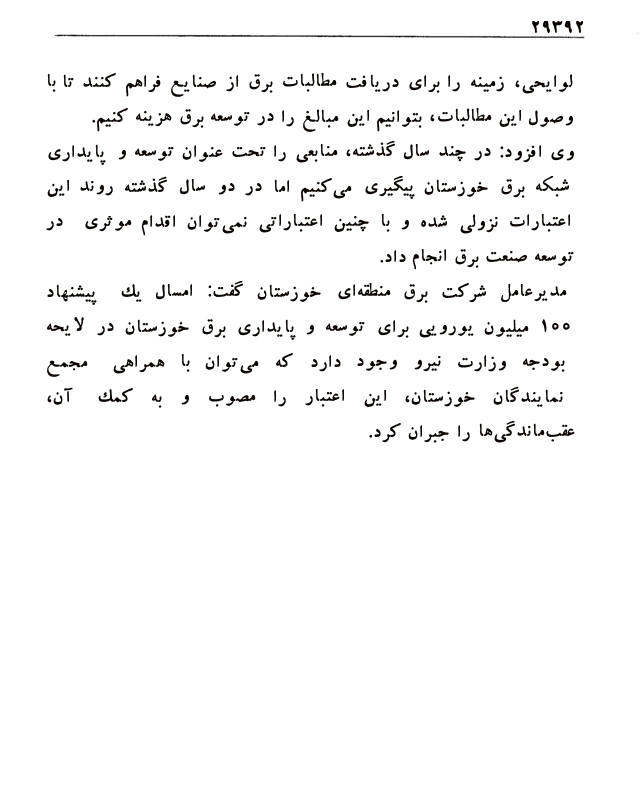 ۲۹۳۹۲
لوایحی، زمینه را برای دریافت مطالبات برق از صنایع فراهم کنند تا با
وصول این مطالبات، بتوانیم این مبالغ را در توسعه برق هزینه کنیم.
وی افزود: در چند سال گذشته، منابعی را تحت عنوان توسعه و پایداری
شبکه برق خوزستان پیگیری می‌کنیم اما در دو سال گذشته روند این
اعتبارات نزولی شده و با چنین اعتباراتی نمی‌توان اقدام موثری در
توسعه صنعت برق انجام داد.
مدیرعامل شرکت برق منطقه‌ای خوزستان گفت: امسال یك پیشنهاد
۱۰۰ میلیون یورویی برای توسعه و پایداری برق خوزستان در لایحه
بودجه وزارت نیرو وجود دارد که می‌توان با همراهی مجمع
نمایندگان خوزستان، این اعتبار را مصوب و به کمك آن،
عقب‌ماندگی‌ها را جبران کرد.